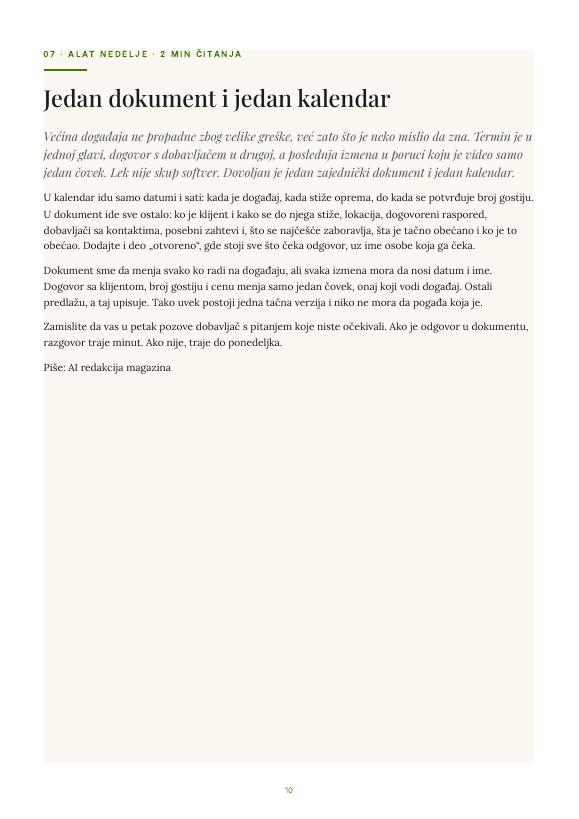 07 · ALAT NEDELJE · 2 MIN ČITANJA
Jedan dokument i jedan kalendar
Većina događaja ne propadne zbog velike greške, već zato što je neko mislio da zna. Termin je u
jednoj glavi, dogovor s dobavljačem u drugoj, a poslednja izmena u poruci koju je video samo
jedan čovek. Lek nije skup softver. Dovoljan je jedan zajednički dokument i jedan kalendar.
U kalendar idu samo datumi i sati: kada je događaj, kada stiže oprema, do kada se potvrđuje broj gostiju.
U dokument ide sve ostalo: ko je klijent i kako se do njega stiže, lokacija, dogovoreni raspored,
dobavljači sa kontaktima, posebni zahtevi i, što se najčešće zaboravlja, šta je tačno obećano i ko je to
obećao. Dodajte i deo „otvoreno“, gde stoji sve što čeka odgovor, uz ime osobe koja ga čeka.
Dokument sme da menja svako ko radi na događaju, ali svaka izmena mora da nosi datum i ime.
Dogovor sa klijentom, broj gostiju i cenu menja samo jedan čovek, onaj koji vodi događaj. Ostali
predlažu, a taj upisuje. Tako uvek postoji jedna tačna verzija i niko ne mora da pogađa koja je.
Zamislite da vas u petak pozove dobavljač s pitanjem koje niste očekivali. Ako je odgovor u dokumentu,
razgovor traje minut. Ako nije, traje do ponedeljka.
Piše: AI redakcija magazina
10